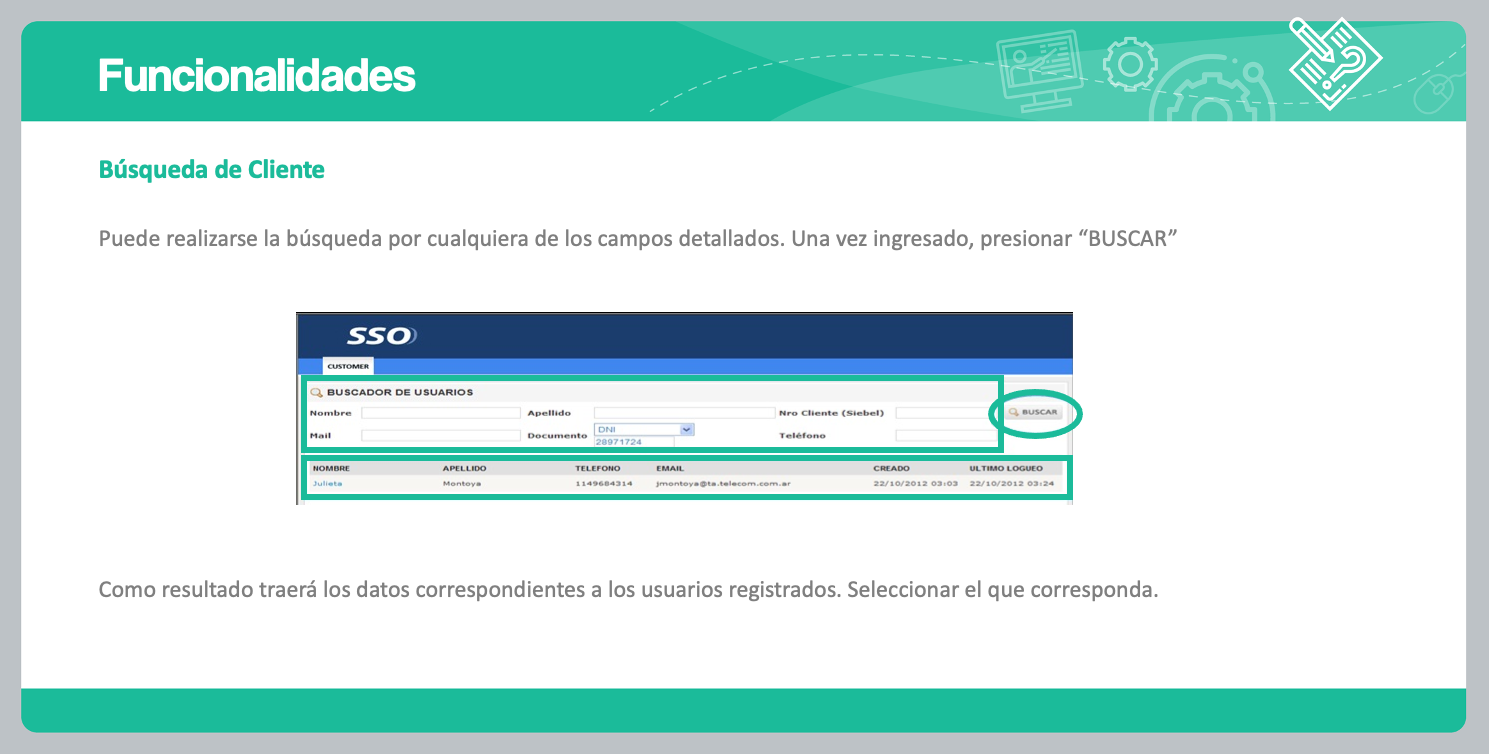 Funcionalidades
Búsqueda de Cliente
Puede realizarse la búsqueda por cualquiera de los campos detallados. Una vez ingresado, presionar “BUSCAR”
SSO
CUSTOMER
BUSCADOR DE USUARIOS
Nombre Apellido Nro Cliente (Siebel) BUSCAR
Mail Documento DNI Teléfono
28971724
NOMBRE APELLIDO TELEFONO EMAIL CREADO ULTIMO LOGUEO
Julieta Montoya 1149684314 jmontoya@ta.telecom.com.ar 22/10/2012 03:03 22/10/2012 03:24
Como resultado traerá los datos correspondientes a los usuarios registrados. Seleccionar el que corresponda.